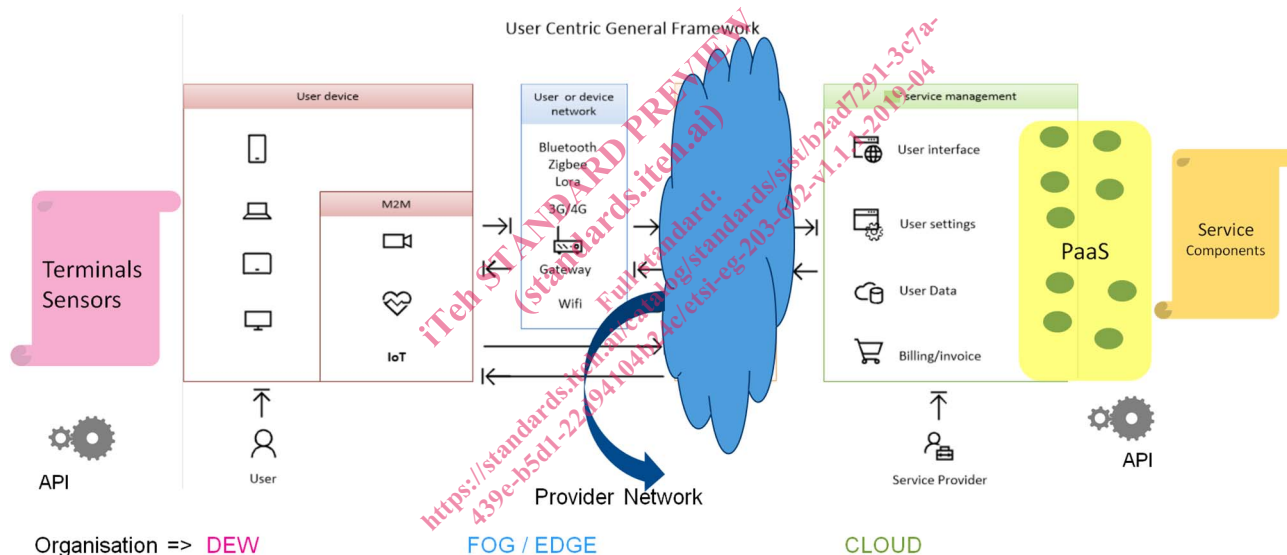 User Centric General Framework
User device
User or device
network
service management
Bluetooth
Zigbee
Lora
3G/4G
Gateway
Wifi
M2M
IoT
User interface
User settings
User Data
Billing/invoice
PaaS
Terminals
Sensors
Service
Components
API
User
Provider Network
Service Provider
API
Organisation => DEW
FOG / EDGE
CLOUD
iTeh STANDARD PREVIEW
(standards.iteh.ai)
Full standard:
https://standards.iteh.ai/catalog/standards/sist/b2ad7291-3c7a-
439e-b5d1-22d94104b24c/etsi-eg-203-602-v1.1.1-2019-04